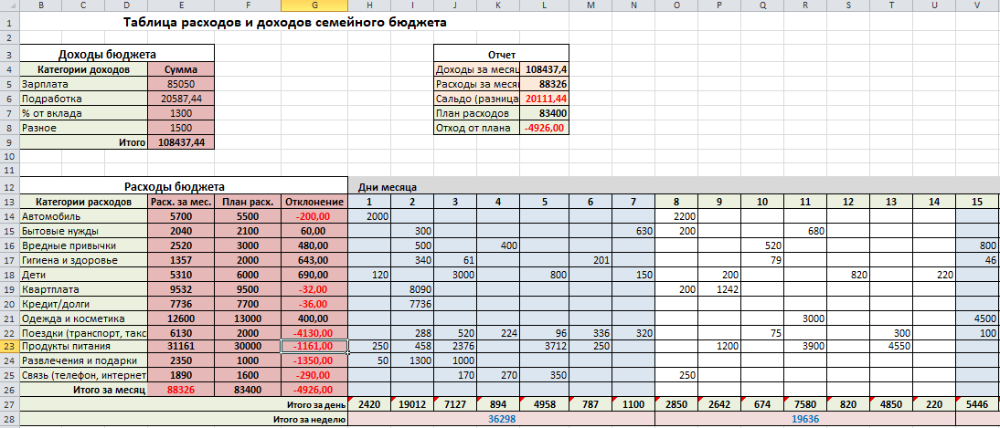 B C D E F G H I J K L M N O P Q R S T U V
1 Таблица расходов и доходов семейного бюджета
2
3 Доходы бюджета Отчет
4 Категории доходов Сумма Доходы за месяц 108437,4
5 Зарплата 85050 Расходы за меся 88326
6 Подработка 20587,44 Сальдо (разница 20111,44
7 % от вклада 1300 План расходов 83400
8 Разное 1500 Отход от плана -4926,00
9 Итого 108437,44
10
11
12 Расходы бюджета Дни месяца
13 Категории расходов Расх. за мес. План расх. Отклонение 1 2 3 4 5 6 7 8 9 10 11 12 13 14 15
14 Автомобиль 5700 5500 -200,00 2000 2200
15 Бытовые нужды 2040 2100 60,00 300 630 200 680
16 Вредные привычки 2520 3000 480,00 500 400 520 800
17 Гигиена и здоровье 1357 2000 643,00 340 61 201 79 46
18 Дети 5310 6000 690,00 120 3000 800 150 200 820 220
19 Квартплата 9532 9500 -32,00 8090 200 1242
20 Кредит/долги 7736 7700 -36,00 7736
21 Одежда и косметика 12600 13000 400,00 3000 4500
22 Поездки (транспорт, такс 6130 2000 -4130,00 288 520 224 96 336 320 75 300 100
23 Продукты питания 31161 30000 -1161,00 250 458 2376 3712 250 1200 3900 4550
24 Развлечения и подарки 2350 1000 -1350,00 50 1300 1000
25 Связь (телефон, интернет 1890 1600 -290,00 170 270 350 250
26 Итого за месяц 88326 83400 -4926,00
27 Итого за день 2420 19012 7127 894 4958 787 1100 2850 2642 674 7580 820 4850 220 5446
28 Итого за неделю 36298 19636